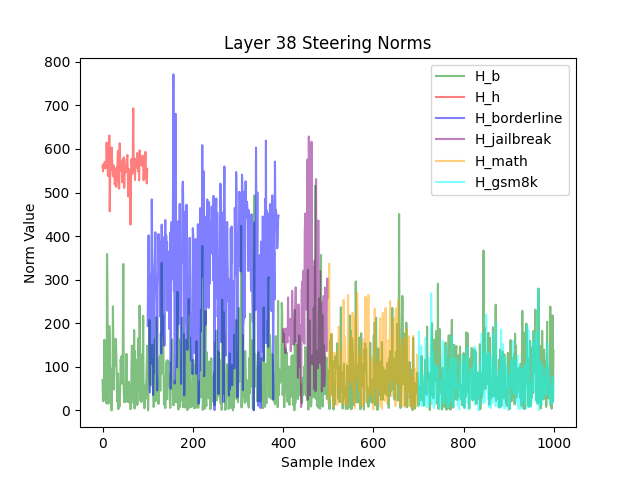 Layer 38 Steering Norms
800
700
600
500
400
300
200
100
0
Norm Value
H_b
H_h
H_borderline
H_jailbreak
H_math
H_gsm8k
0
200
400
600
800
1000
Sample Index